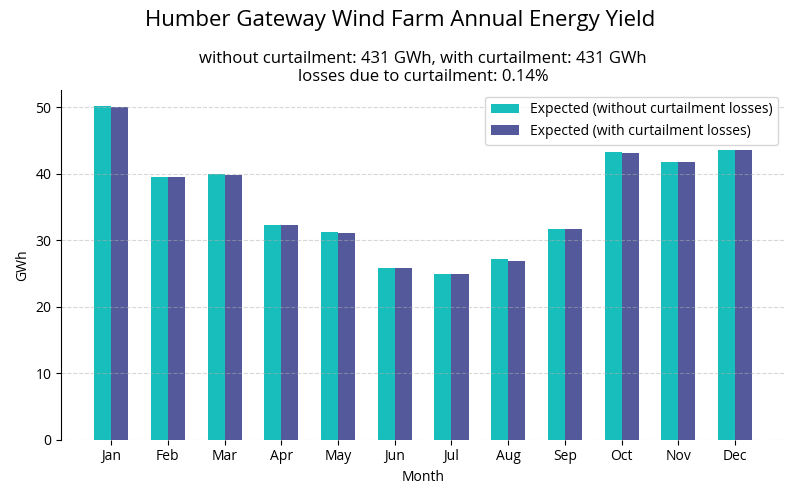 Humber Gateway Wind Farm Annual Energy Yield
without curtailment: 431 GWh, with curtailment: 431 GWh
losses due to curtailment: 0.14%
Expected (without curtailment losses)
Expected (with curtailment losses)
GWh
50
40
30
20
10
0
Jan Feb Mar Apr May Jun Jul Aug Sep Oct Nov Dec
Month